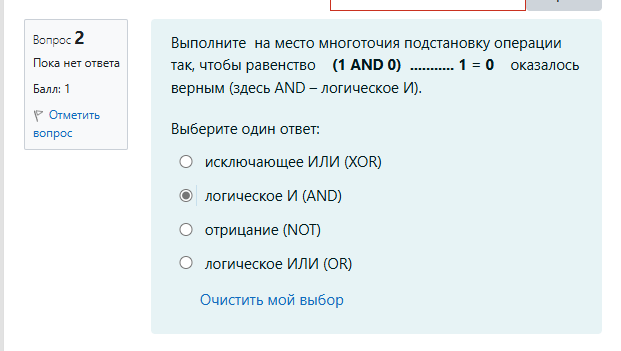 Вопрос 2
Пока нет ответа
Балл: 1
Отметить
вопрос
Выполните на место многоточия подстановку операции
так, чтобы равенство (1 AND 0) ........... 1 = 0 оказалось
верным (здесь AND – логическое И).
Выберите один ответ:
исключающее ИЛИ (XOR)
логическое И (AND)
отрицание (NOT)
логическое ИЛИ (OR)
Очистить мой выбор